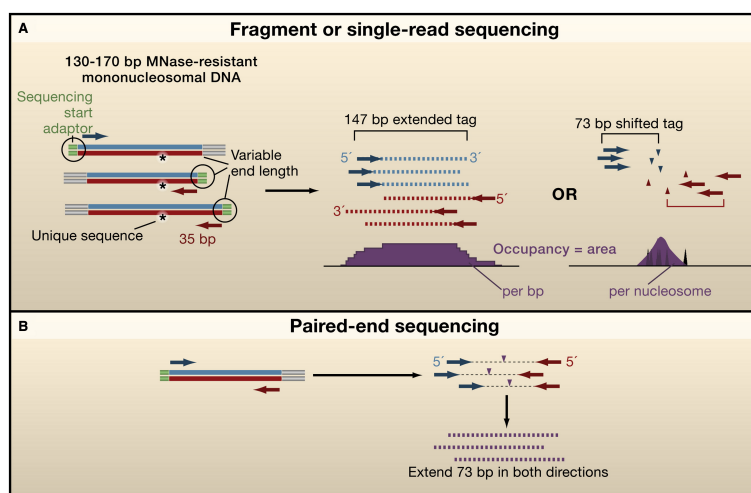 A
Fragment or single-read sequencing
130-170 bp MNase-resistant
mononucleosomal DNA
Sequencing
start
adaptor
*
*
*
Variable
end length
Unique sequence
35 bp
147 bp extended tag
5´
3´
5´
3´
OR
73 bp shifted tag
Occupancy = area
per bp
per nucleosome
B
Paired-end sequencing
5´
5´
Extend 73 bp in both directions